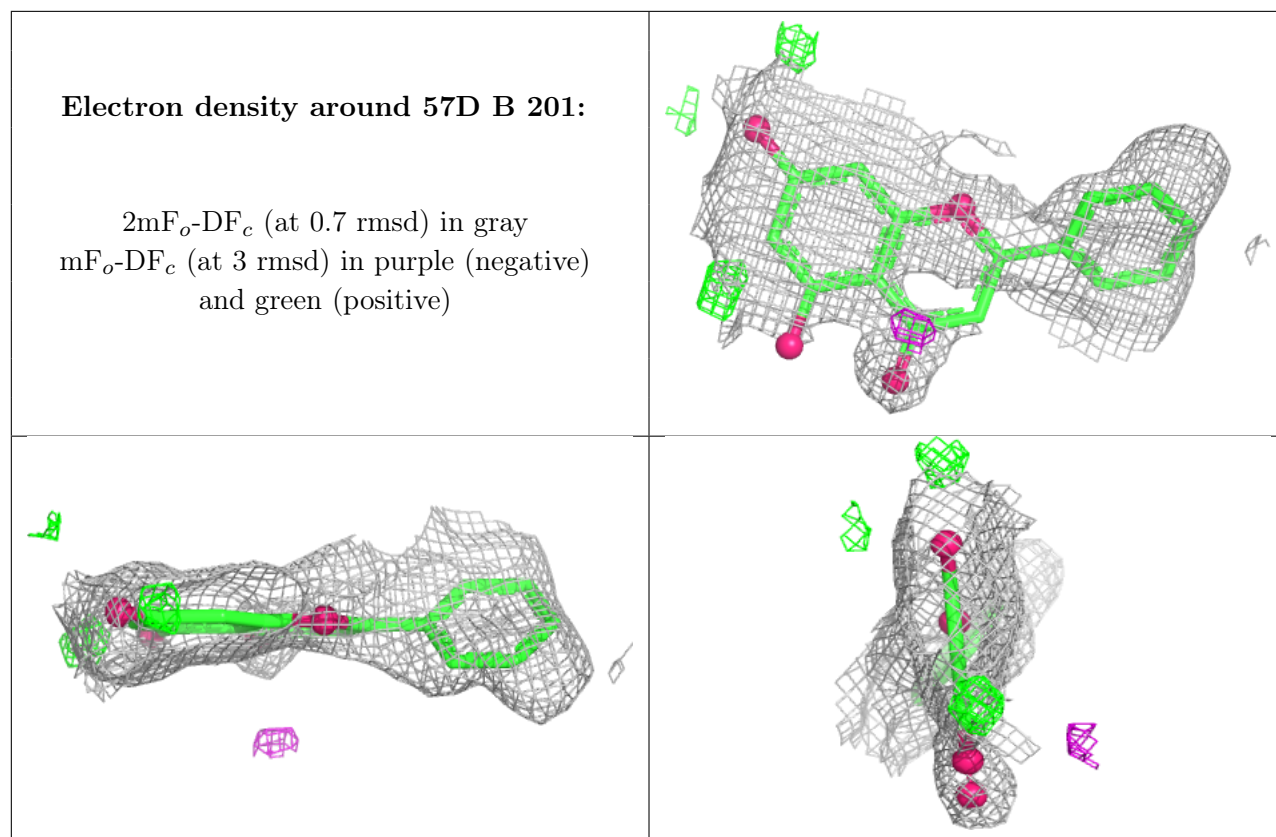 Electron density around 57D B 201:
2mFo-DFc (at 0.7 rmsd) in gray
mFo-DFc (at 3 rmsd) in purple (negative)
and green (positive)